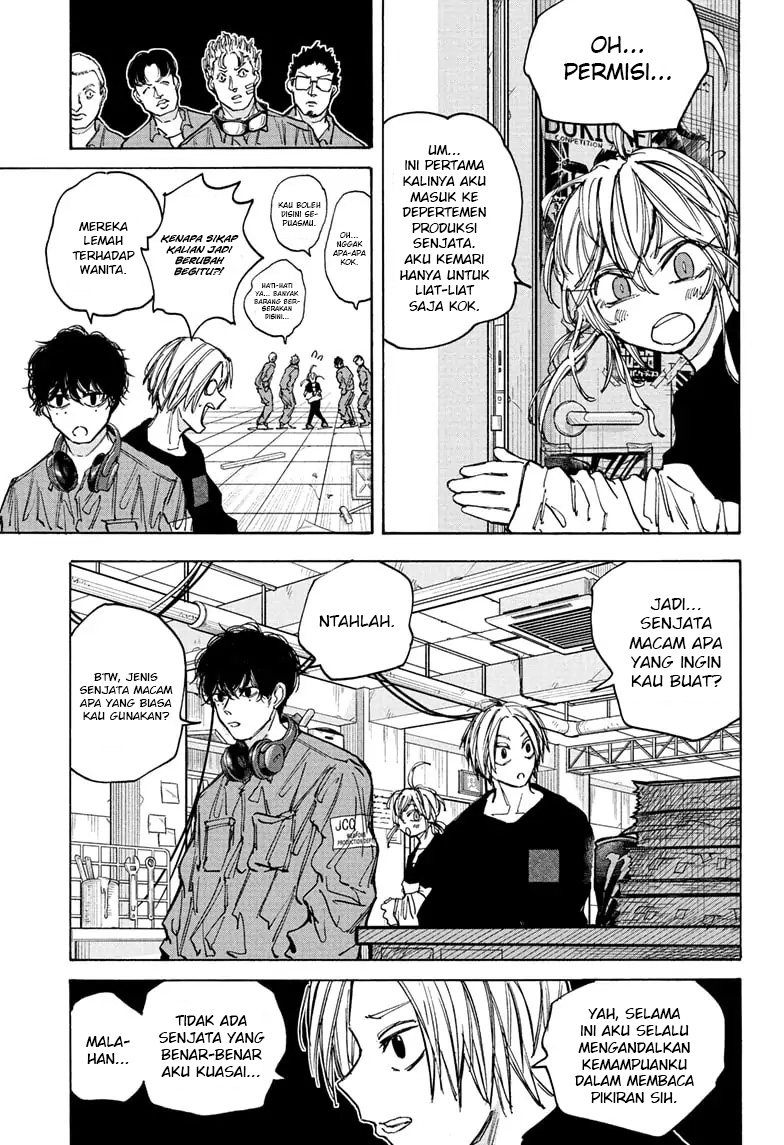 OH...
PERMISI...
UM...
INI PERTAMA
KALINYA AKU
MASUK KE
DEPERTEMEN
PRODUKSI
SENJATA.
AKU KEMARI
HANYA UNTUK
LIAT-LIAT
SAJA KOK.
COMPETITION
OH...
NGGAK
APA-APA
KOK.
KAU BOLEH
DISINI SE-
PUASMU.
HATI-HATI
YA... BANYAK
BARANG BER-
SERAKAN
DISINI...
KENAPA SIKAP
KALIAN JADI
BERUBAH
BEGITU?!
MEREKA
LEMAH
TERHADAP
WANITA.
JADI...
SENJATA
MACAM APA
YANG INGIN
KAU BUAT?
NTAHLAH.
BTW, JENIS
SENJATA MACAM
APA YANG BIASA
KAU GUNAKAN?
JCC
WEAPONS
PRODUCTION DEPT
YAH, SELAMA
INI AKU SELALU
MENGANDALKAN
KEMAMPUANKU
DALAM MEMBACA
PIKIRAN SIH.
TIDAK ADA
SENJATA YANG
BENAR-BENAR
AKU KUASAI...
MALA-
HAN...